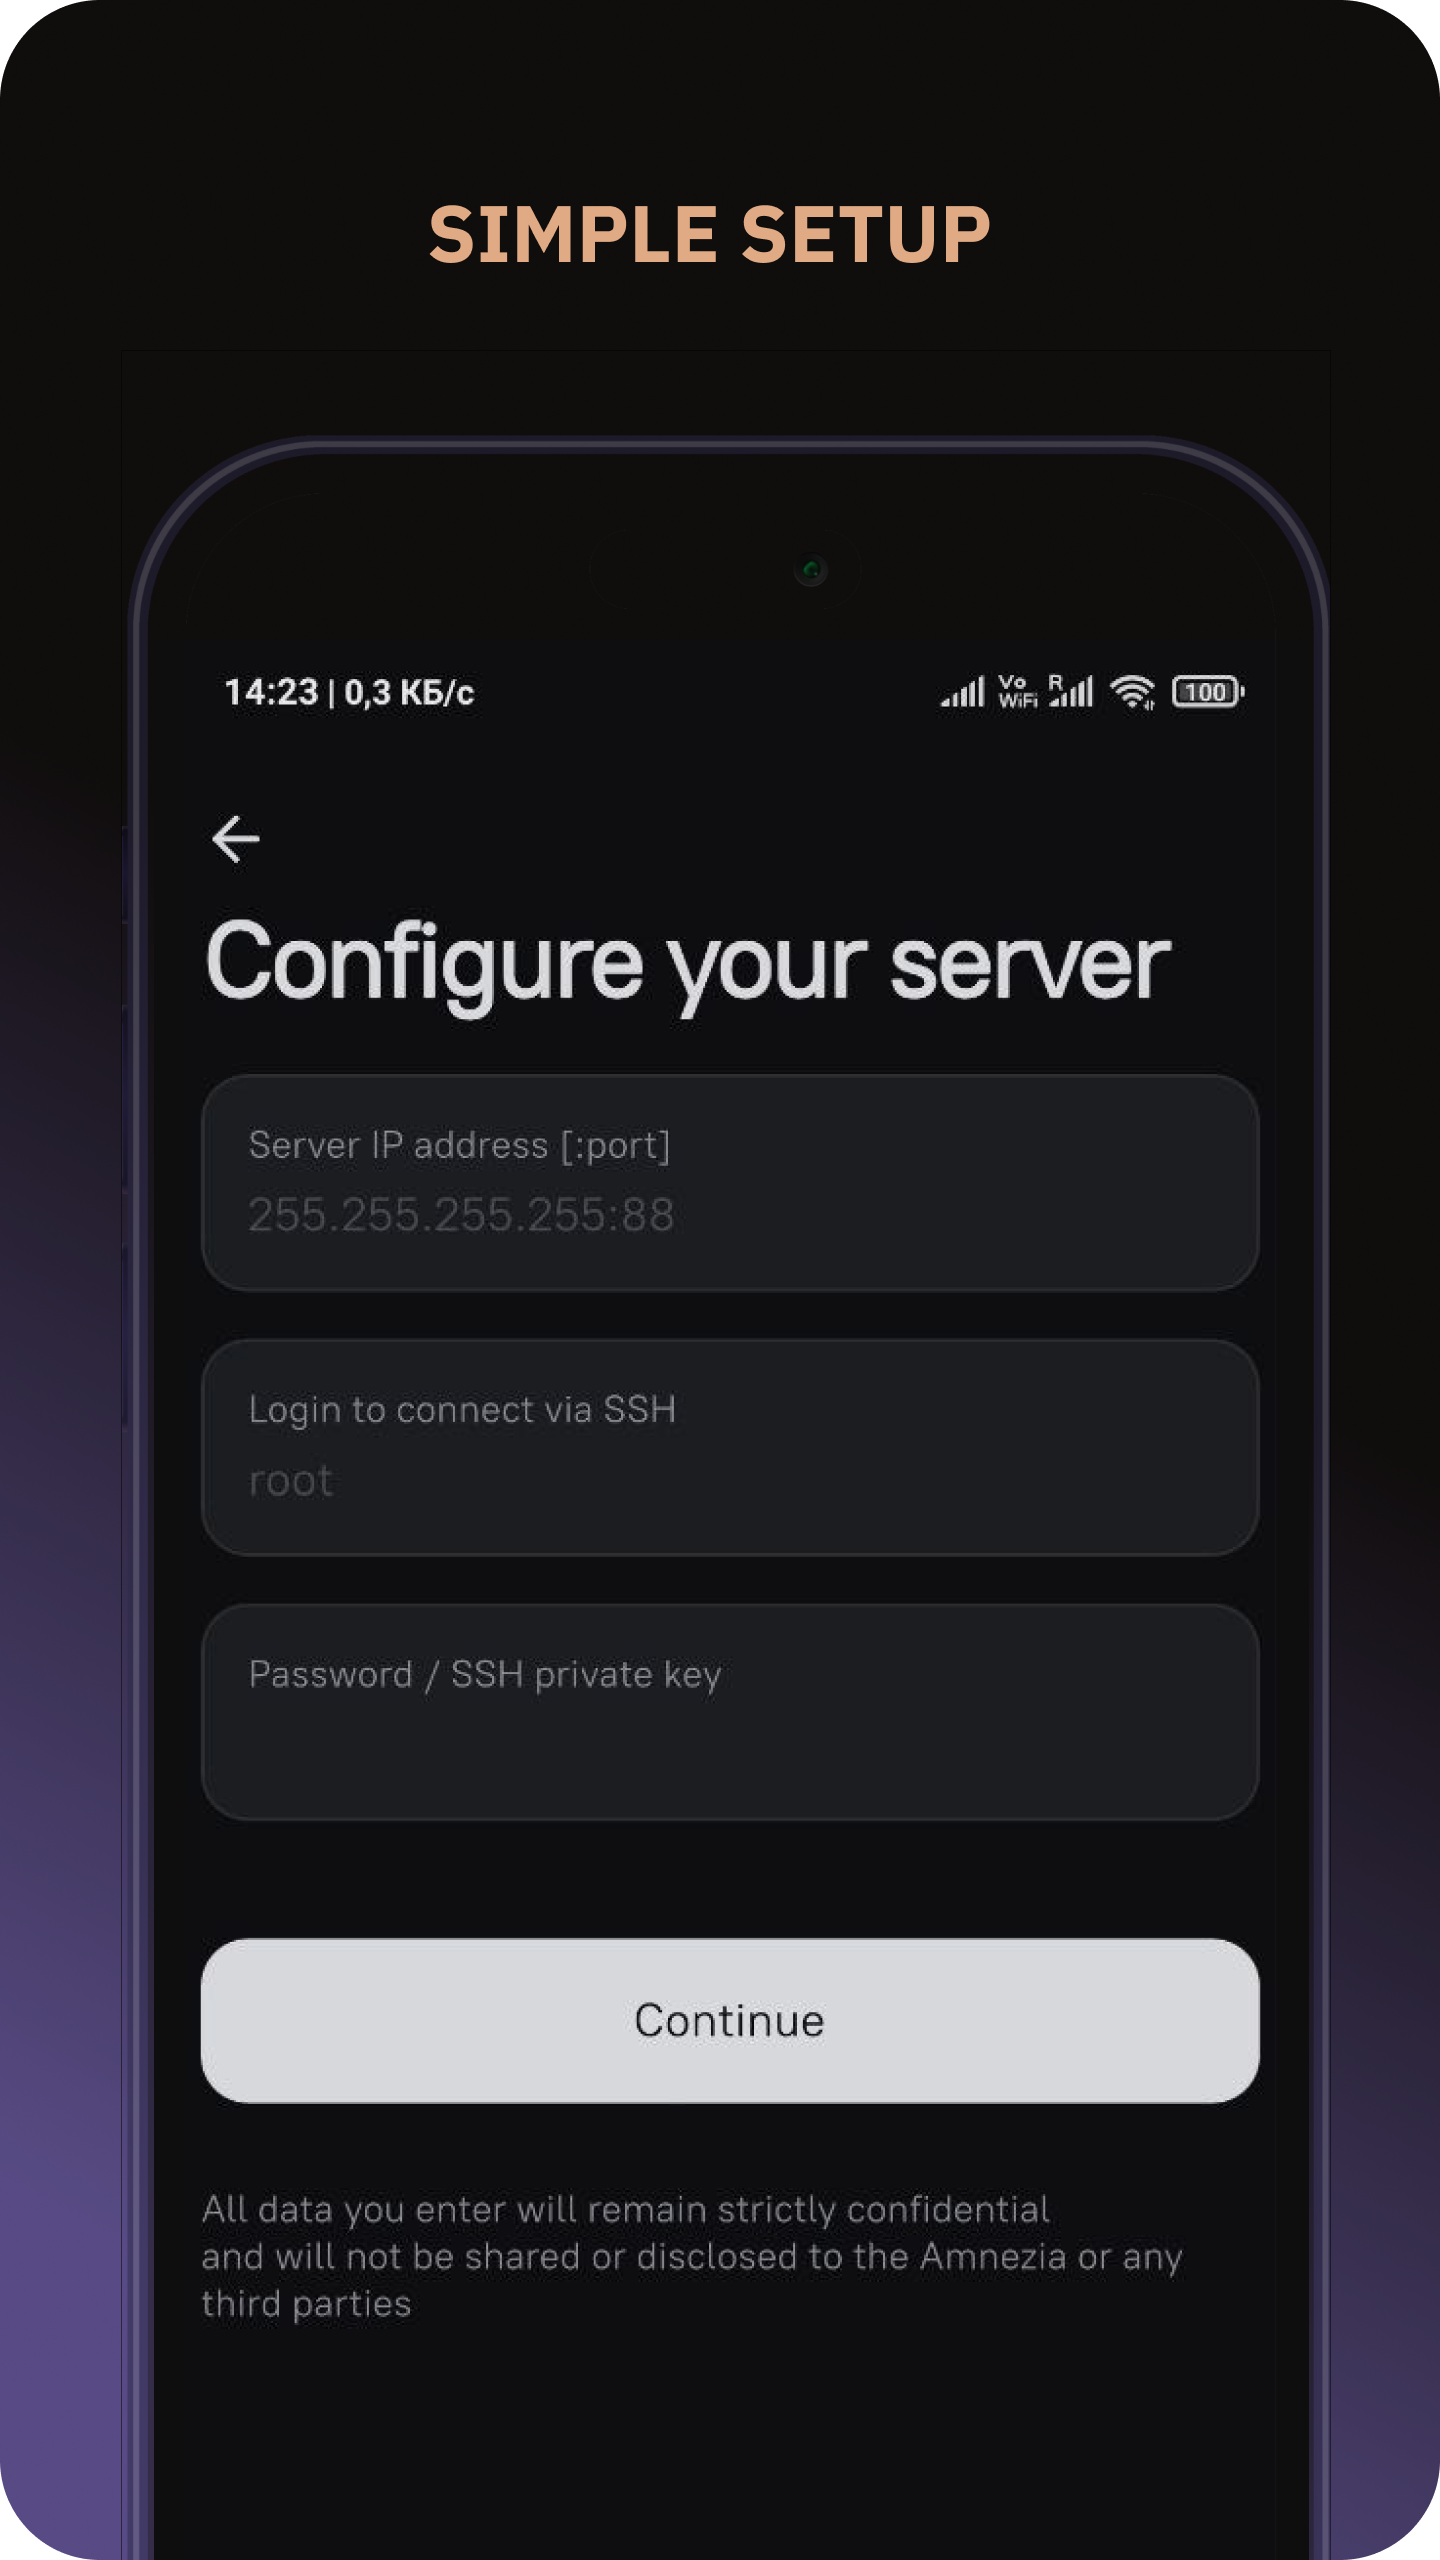 SIMPLE SETUP
14:23 | 0,3 КБ/с
Vo
WiFi
R
100
Configure your server
Server IP address [:port]
255.255.255.255:88
Login to connect via SSH
root
Password / SSH private key
Continue
All data you enter will remain strictly confidential
and will not be shared or disclosed to the Amnezia or any
third parties